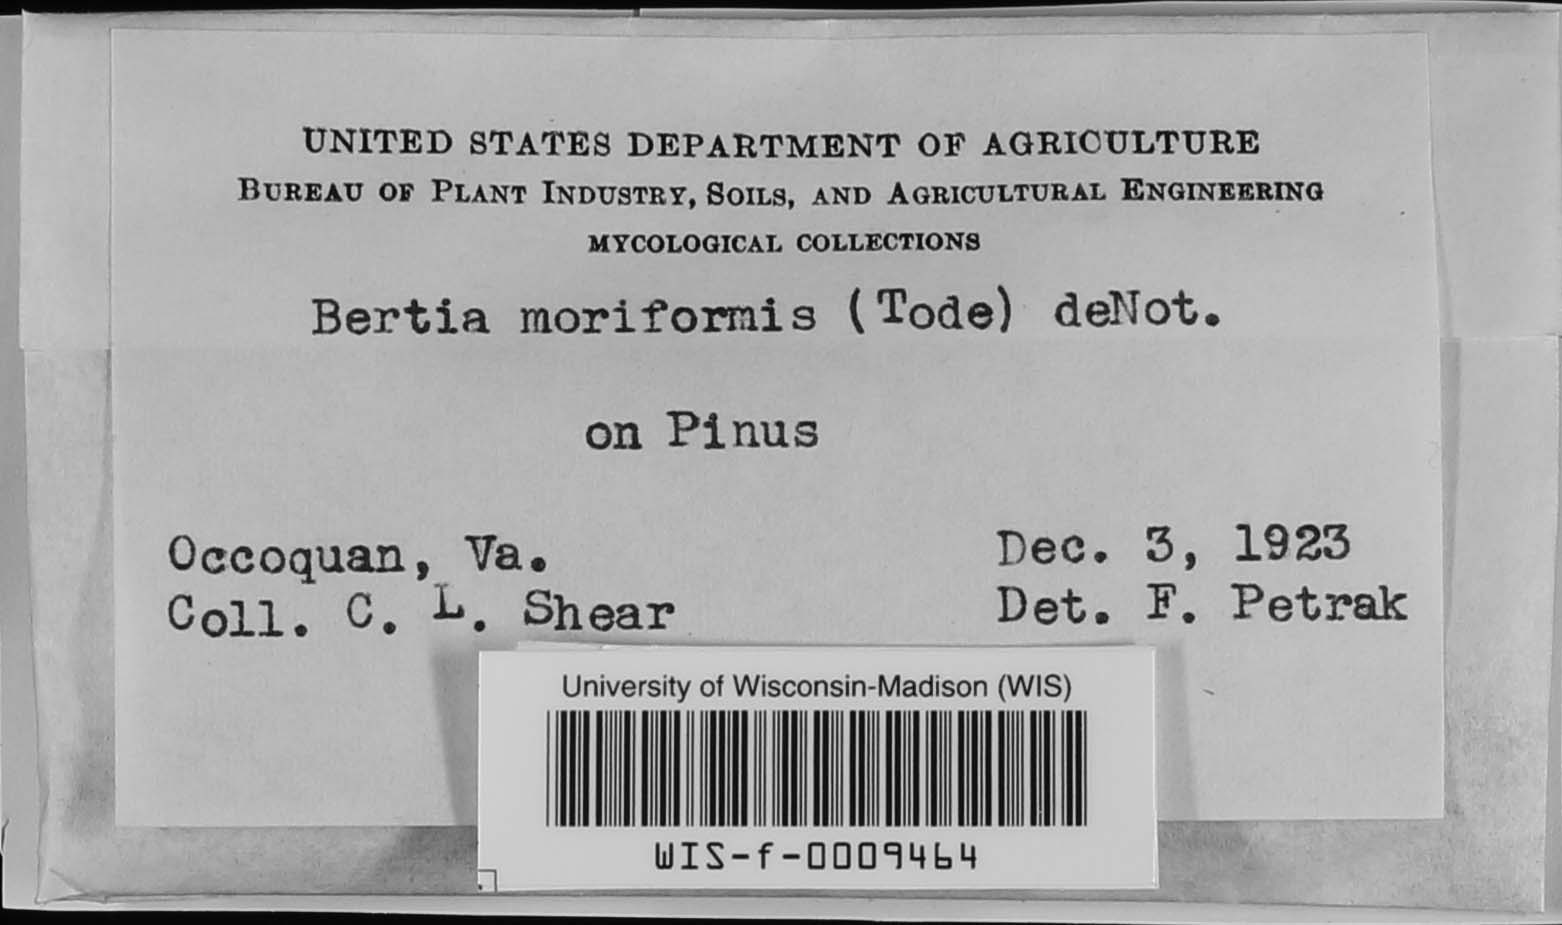 UNITED STATES DEPARTMENT OF AGRICULTURE
BUREAU OF PLANT INDUSTRY, SOILS, AND AGRICULTURAL ENGINEERING
MYCOLOGICAL COLLECTIONS
Bertia moriformis (Tode) deNot.
on Pinus
Occoquan, Va. Dec. 3, 1923
Coll. C. L. Shear Det. F. Petrak
University of Wisconsin-Madison (WIS)
WIS-f-0009464